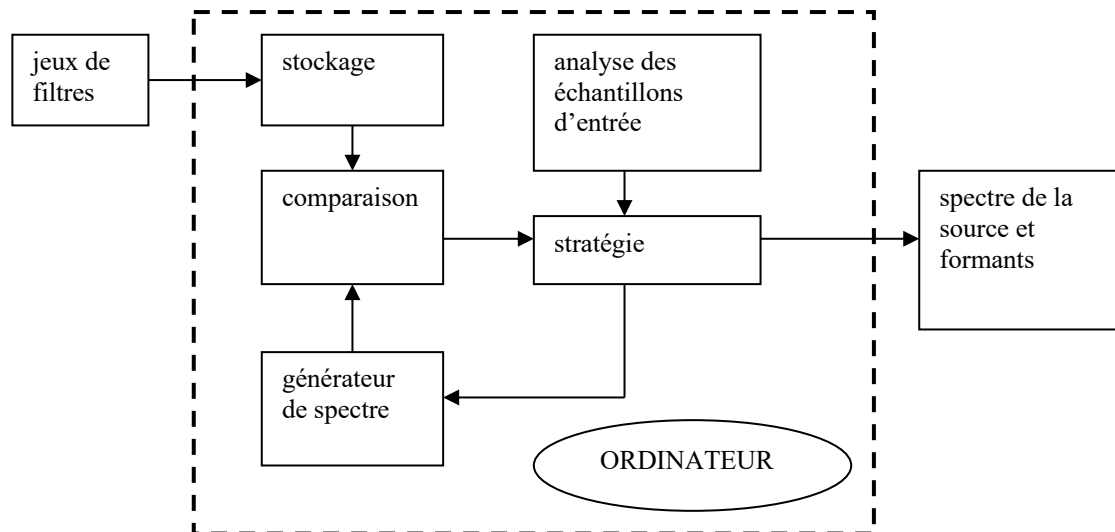 jeux de
filtres
stockage
analyse des
échantillons
d’entrée
comparaison
stratégie
spectre de la
source et
formants
générateur
de spectre
ORDINATEUR